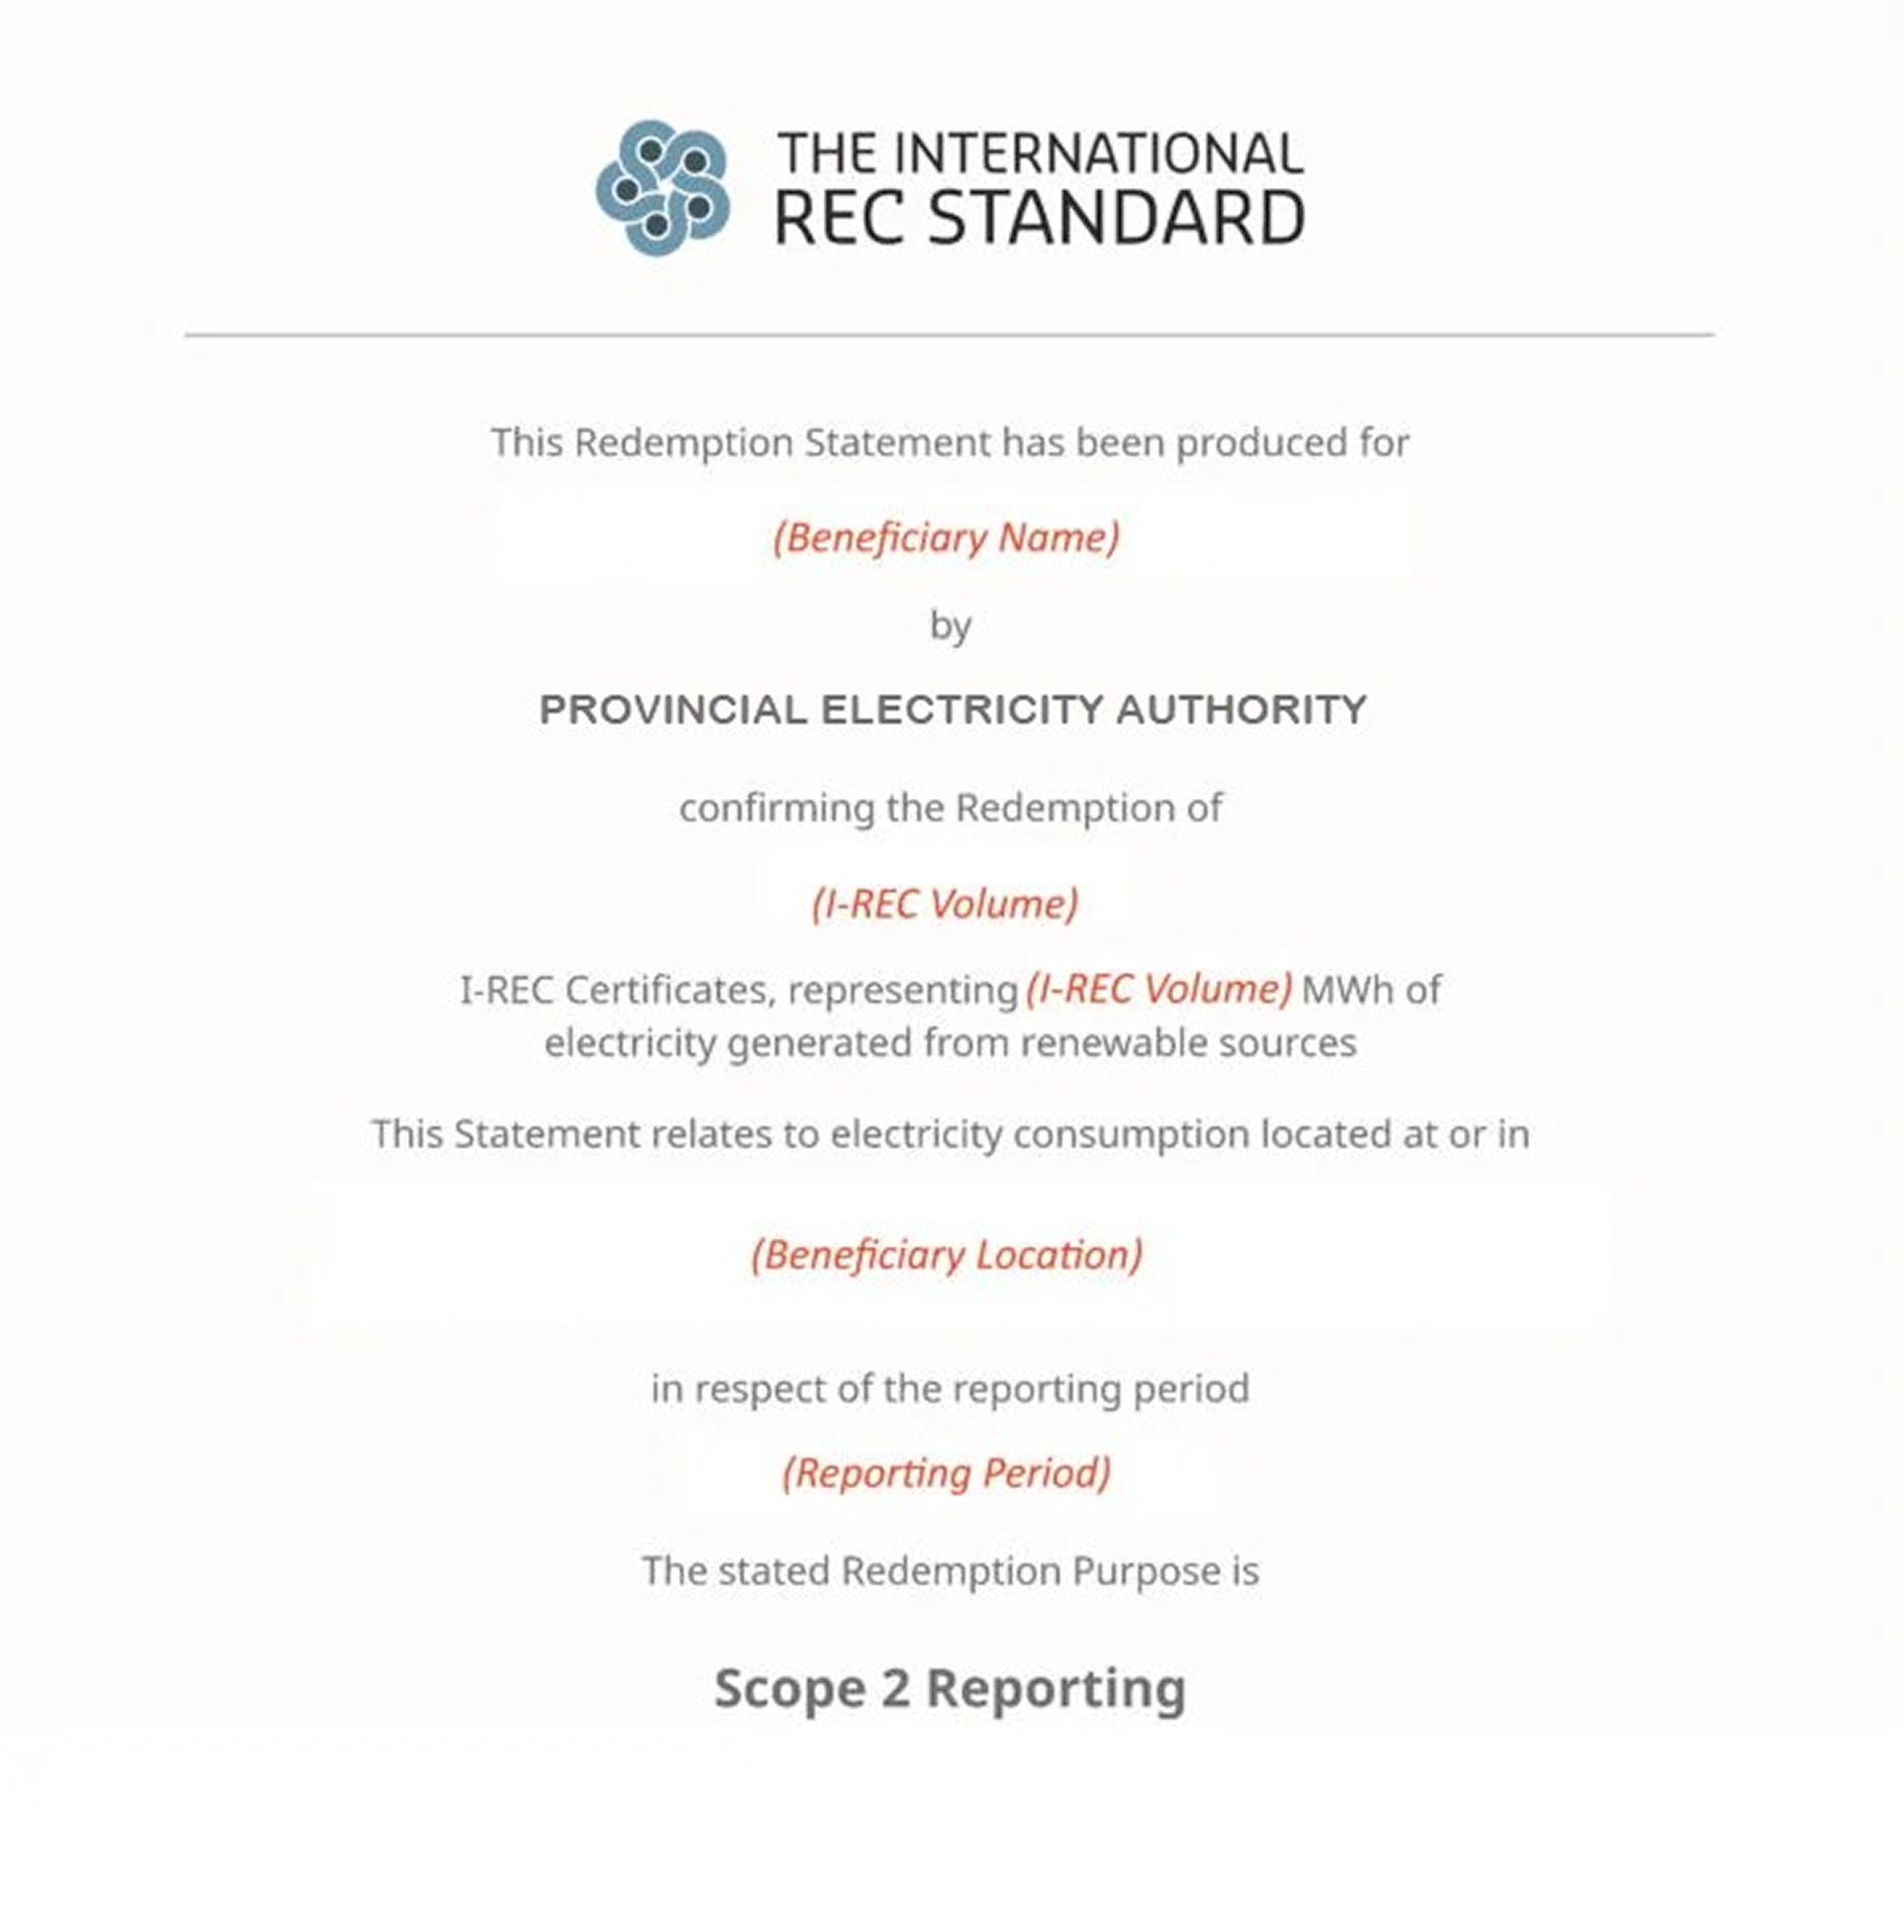 THE INTERNATIONAL
REC STANDARD
This Redemption Statement has been produced for
(Beneficiary Name)
by
PROVINCIAL ELECTRICITY AUTHORITY
confirming the Redemption of
(I-REC Volume)
I-REC Certificates, representing (I-REC Volume) MWh of
electricity generated from renewable sources
This Statement relates to electricity consumption located at or in
(Beneficiary Location)
in respect of the reporting period
(Reporting Period)
The stated Redemption Purpose is
Scope 2 Reporting